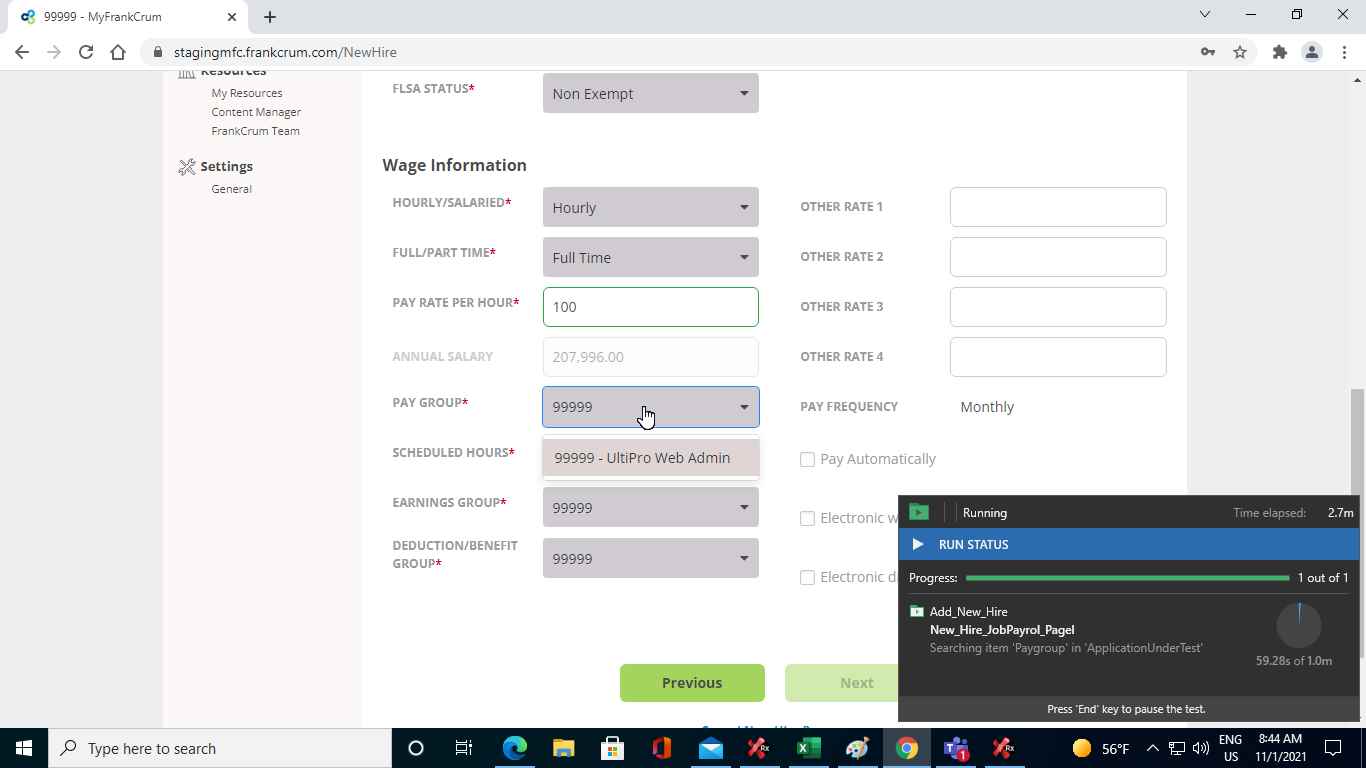 99999 - MyFrankCrum
stagingmfc.frankcrum.com/NewHire
Resources
My Resources
Content Manager
FrankCrum Team
Settings
General
FLSA STATUS*
Non Exempt
Wage Information
HOURLY/SALARIED*
Hourly
OTHER RATE 1
FULL/PART TIME*
Full Time
OTHER RATE 2
PAY RATE PER HOUR*
100
OTHER RATE 3
ANNUAL SALARY
207,996.00
OTHER RATE 4
PAY GROUP*
99999
PAY FREQUENCY
Monthly
SCHEDULED HOURS*
99999 - UltiPro Web Admin
Pay Automatically
EARNINGS GROUP*
99999
Electronic w
DEDUCTION/BENEFIT
GROUP*
99999
Electronic d
Previous
Next
Running
Time elapsed: 2.7m
RUN STATUS
Progress:
1 out of 1
Add_New_Hire
New_Hire_JobPayrol_PageI
Searching item 'Paygroup' in 'ApplicationUnderTest'
59.28s of 1.0m
Press 'End' key to pause the test.
Type here to search
1
56°F
ENG
US
8:44 AM
11/1/2021